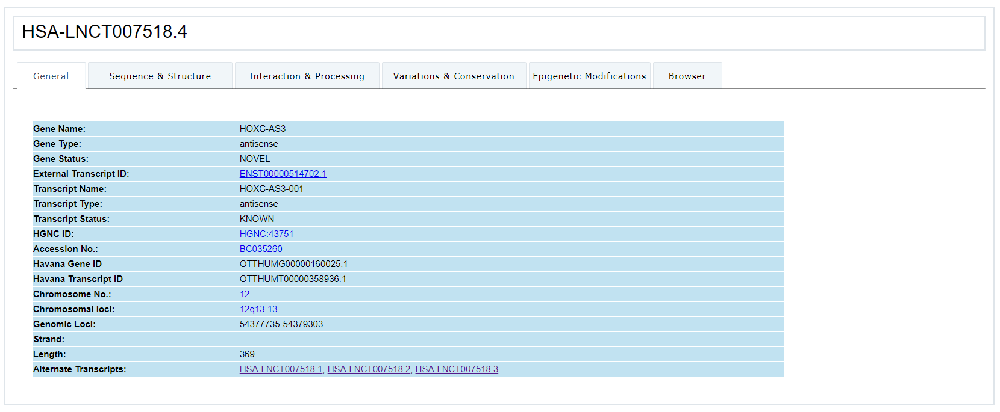 HSA-LNCT007518.4
General Sequence & Structure Interaction & Processing Variations & Conservation Epigenetic Modifications Browser
Gene Name: HOXC-AS3
Gene Type: antisense
Gene Status: NOVEL
External Transcript ID: ENST00000514702.1
Transcript Name: HOXC-AS3-001
Transcript Type: antisense
Transcript Status: KNOWN
HGNC ID: HGNC:43751
Accession No.: BC035260
Havana Gene ID OTTHUMG00000160025.1
Havana Transcript ID OTTHUMT00000358936.1
Chromosome No.: 12
Chromosomal loci: 12q13.13
Genomic Loci: 54377735-54379303
Strand: -
Length: 369
Alternate Transcripts: HSA-LNCT007518.1, HSA-LNCT007518.2, HSA-LNCT007518.3